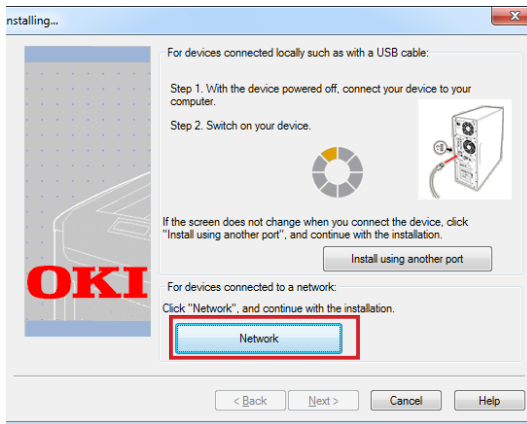 nstalling...
For devices connected locally such as with a USB cable:
Step 1. With the device powered off, connect your device to your
computer.
Step 2. Switch on your device.
If the screen does not change when you connect the device, click
"Install using another port", and continue with the installation.
Install using another port
OKI
For devices connected to a network:
Click "Network", and continue with the installation.
Network
< Back
Next >
Cancel
Help